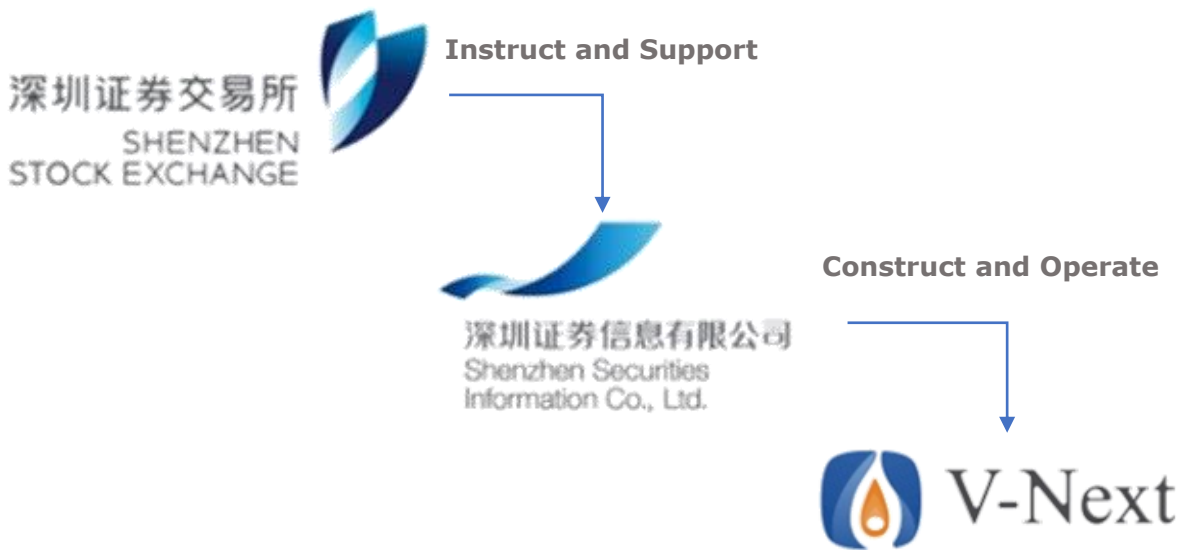 Instruct and Support
深圳证券交易所
SHENZHEN
STOCK EXCHANGE
Construct and Operate
深圳证券信息有限公司
Shenzhen Securities
Information Co., Ltd.
V-Next